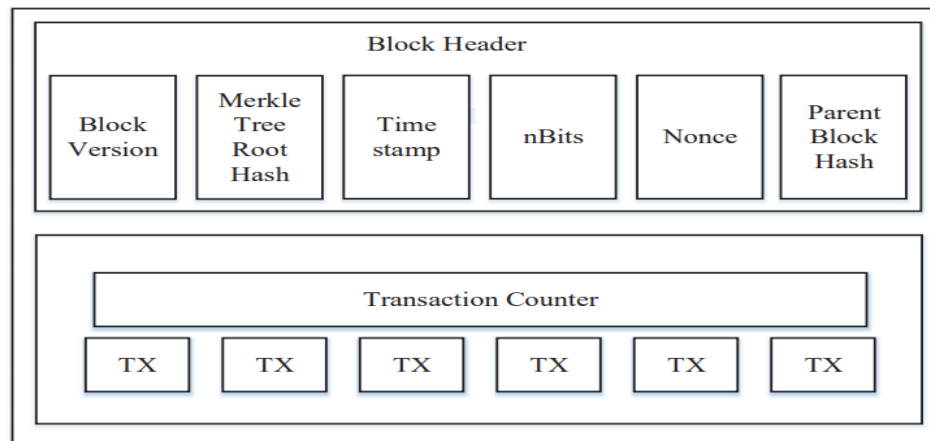 Block Header
Block
Version
Merkle
Tree
Root
Hash
Time
stamp
nBits
Nonce
Parent
Block
Hash
Transaction Counter
TX
TX
TX
TX
TX
TX